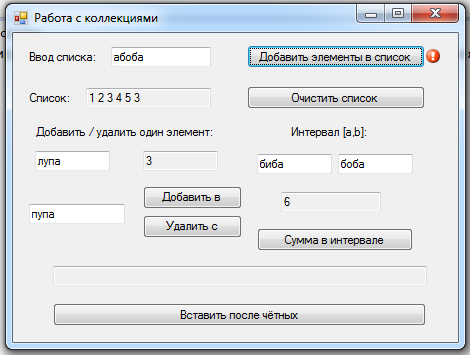 Работа с коллекциями
Ввод списка: абоба Добавить элементы в список
Список: 1 2 3 4 5 3 Очистить список
Добавить / удалить один элемент: Интервал [a,b]:
лупа 3 биба боба
пупа Добавить в 6
Удалить с Сумма в интервале
Вставить после чётных